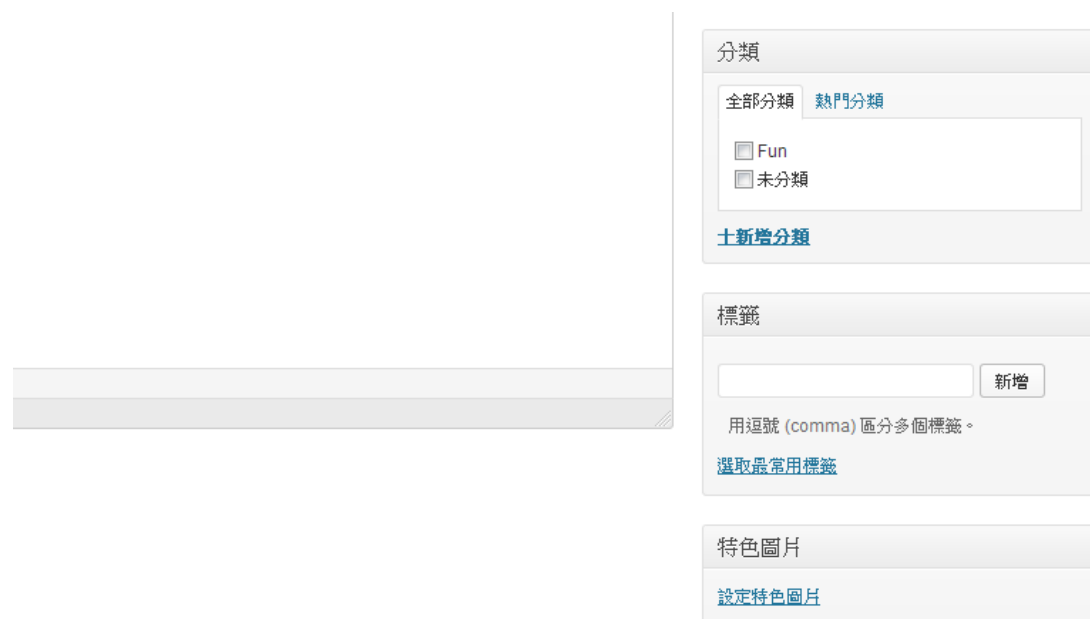 分類
全部分類 熱門分類
Fun
未分類
十新增分類
標籤
新增
用逗號 (comma) 區分多個標籤。
選取最常用標籤
特色圖片
設定特色圖片